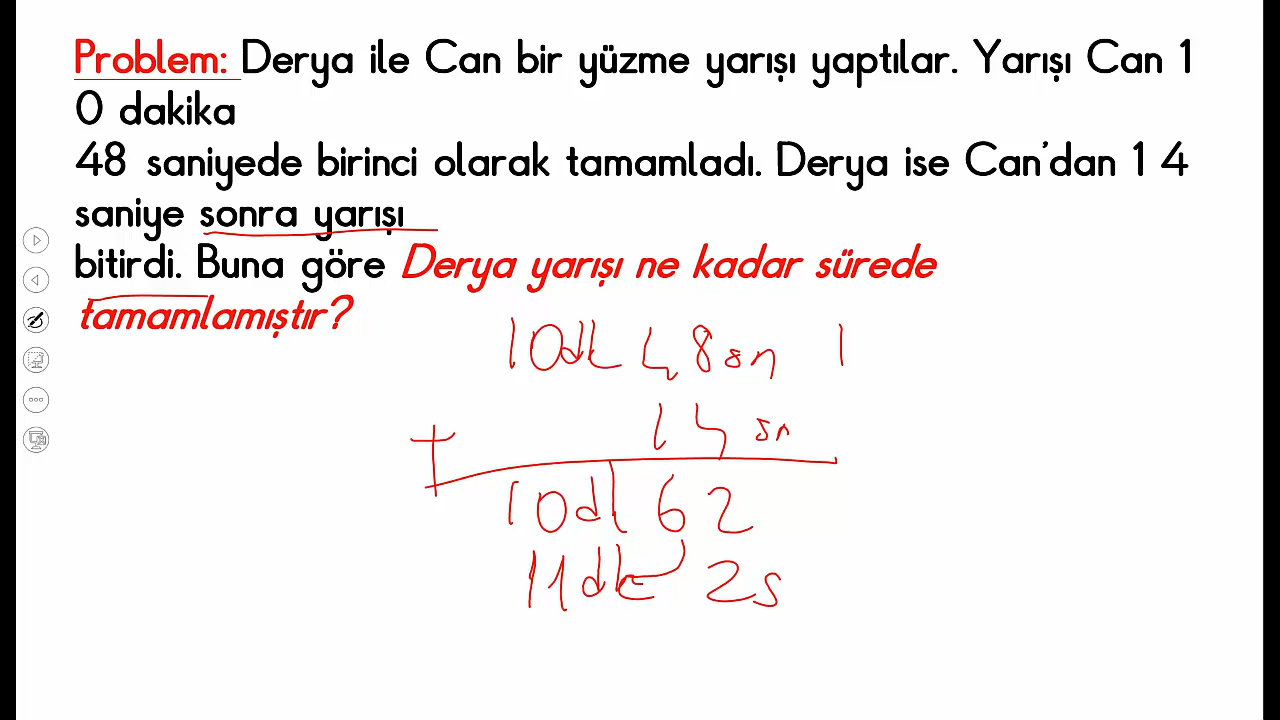 Problem: Derya ile Can bir yüzme yarışı yaptılar. Yarışı Can 1
0 dakika
48 saniyede birinci olarak tamamladı. Derya ise Can’dan 1 4
saniye sonra yarışı
bitirdi. Buna göre Derya yarışı ne kadar sürede
tamamlamıştır?
10dk 48sn 1
+ 14 sn
10dk 62
11dk 2s